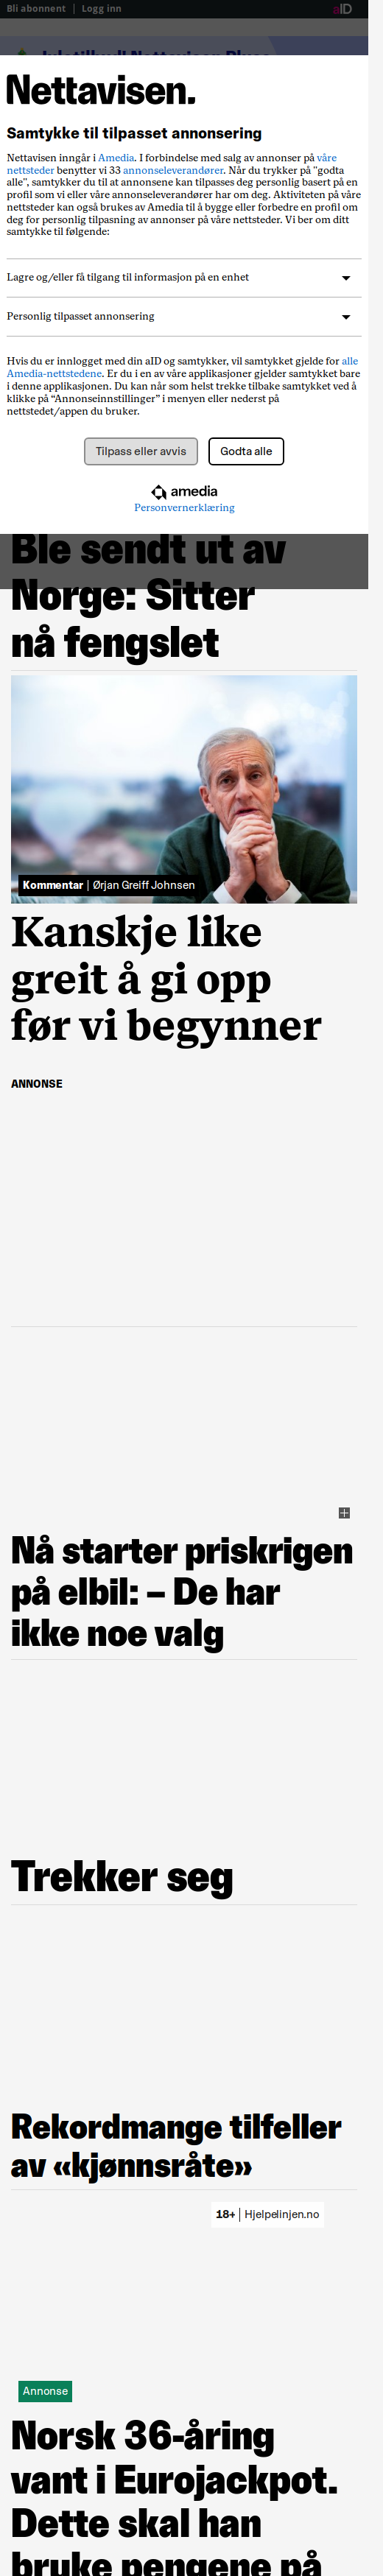 Bli abonnent | Logg inn
aID
Nettavisen.
Samtykke til tilpasset annonsering
Nettavisen inngår i Amedia. I forbindelse med salg av annonser på våre
nettsteder benytter vi 33 annonseleverandører. Når du trykker på "godta
alle", samtykker du til at annonsene kan tilpasses deg personlig basert på en
profil som vi eller våre annonseleverandører har om deg. Aktiviteten på våre
nettsteder kan også brukes av Amedia til å bygge eller forbedre en profil om
deg for personlig tilpasning av annonser på våre nettsteder. Vi ber om ditt
samtykke til følgende:
Lagre og/eller få tilgang til informasjon på en enhet
Personlig tilpasset annonsering
Hvis du er innlogget med din aID og samtykker, vil samtykket gjelde for alle
Amedia-nettstedene. Er du i en av våre applikasjoner gjelder samtykket bare
i denne applikasjonen. Du kan når som helst trekke tilbake samtykket ved å
klikke på “Annonseinnstillinger” i menyen eller nederst på
nettstedet/appen du bruker.
Tilpass eller avvis
Godta alle
amedia
Personvernerklæring
Ble sendt ut av
Norge: Sitter
nå fengslet
Kommentar | Ørjan Greiff Johnsen
Kanskje like
greit å gi opp
før vi begynner
ANNONSE
Nå starter priskrigen
på elbil: – De har
ikke noe valg
Trekker seg
Rekordmange tilfeller
av «kjønnsråte»
18+ | Hjelpelinjen.no
Annonse
Norsk 36-åring
vant i Eurojackpot.
Dette skal han
bruke pengene på